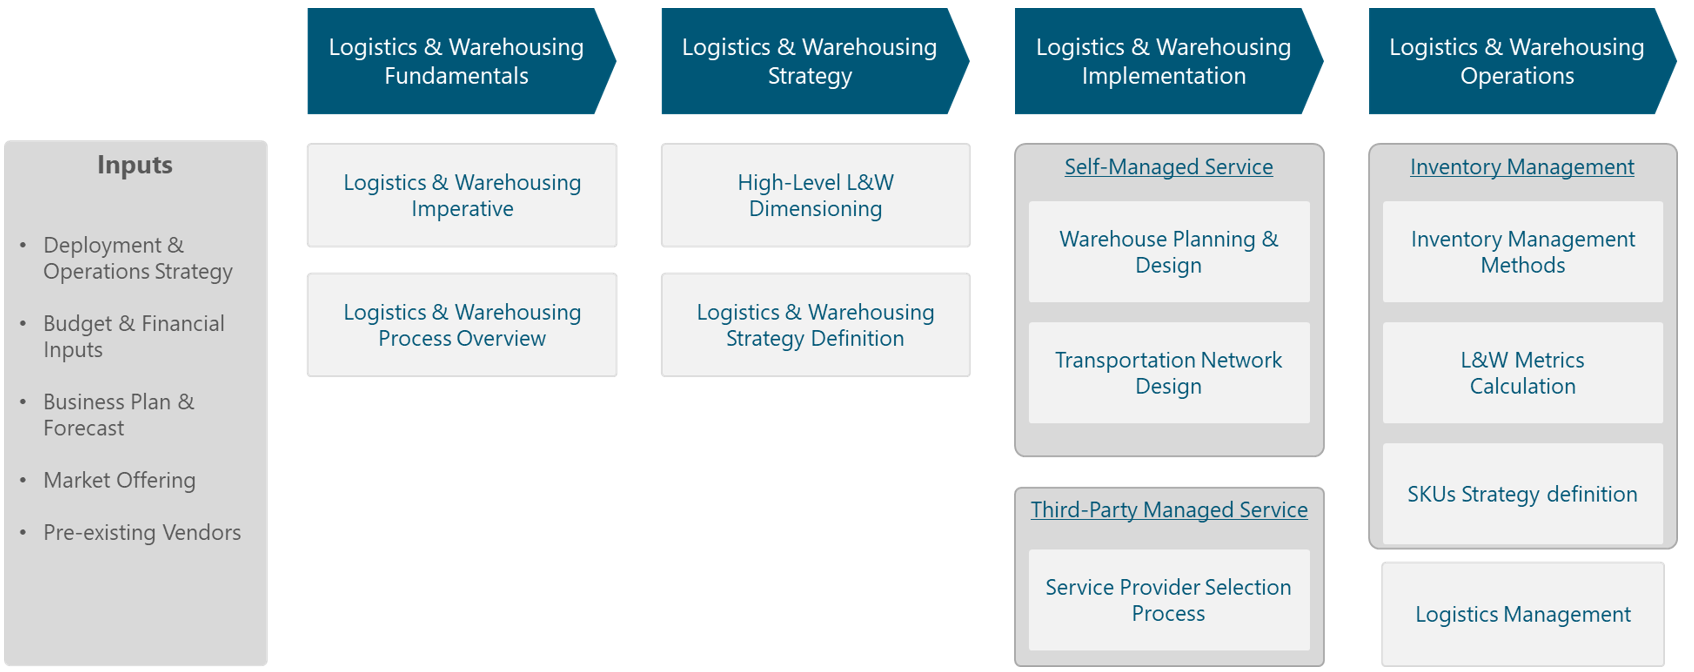 Logistics & Warehousing
Fundamentals
Logistics & Warehousing
Strategy
Logistics & Warehousing
Implementation
Logistics & Warehousing
Operations
Inputs
• Deployment &
Operations Strategy
• Budget & Financial
Inputs
• Business Plan &
Forecast
• Market Offering
• Pre-existing Vendors
Logistics & Warehousing
Imperative
Logistics & Warehousing
Process Overview
High-Level L&W
Dimensioning
Logistics & Warehousing
Strategy Definition
Self-Managed Service
Warehouse Planning &
Design
Transportation Network
Design
Third-Party Managed Service
Service Provider Selection
Process
Inventory Management
Inventory Management
Methods
L&W Metrics
Calculation
SKUs Strategy definition
Logistics Management